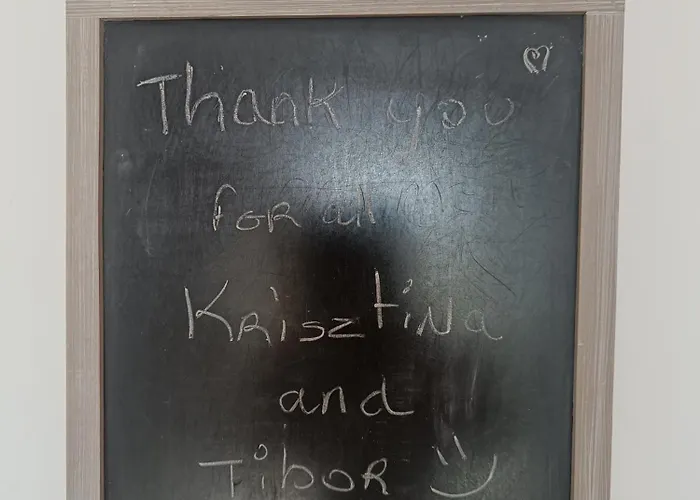 Thank you
for all
Krisztina
and
Tibor